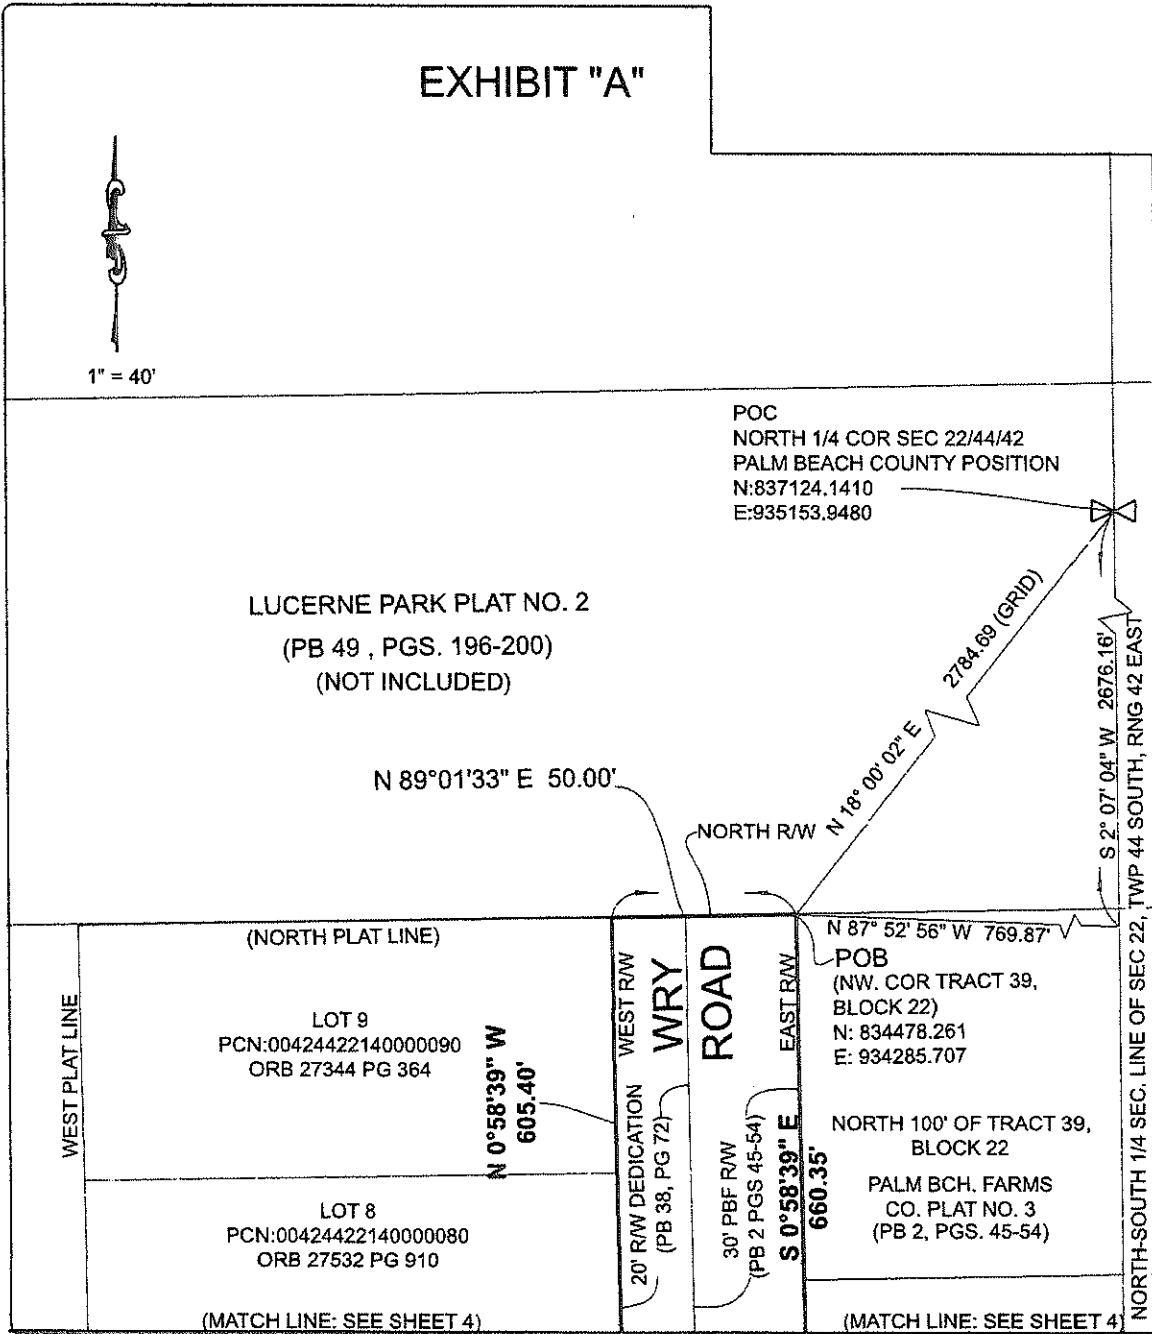 EXHIBIT "A"
1" = 40'
POC
NORTH 1/4 COR SEC 22/44/42
PALM BEACH COUNTY POSITION
N:837124.1410
E:935153.9480
LUCERNE PARK PLAT NO. 2
(PB 49 , PGS. 196-200)
(NOT INCLUDED)
2784.69 (GRID)
N 18° 00' 02" E
S 2° 07' 04" W 2676.16'
NORTH-SOUTH 1/4 SEC. LINE OF SEC 22, TWP 44 SOUTH, RNG 42 EAST
N 89°01'33" E 50.00'
NORTH R/W
(NORTH PLAT LINE)
N 87° 52' 56" W 769.87'
POB
(NW. COR TRACT 39,
BLOCK 22)
N: 834478.261
E: 934285.707
WEST PLAT LINE
LOT 9
PCN:00424422140000090
ORB 27344 PG 364
N 0°58'39" W
605.40'
WEST R/W
WRY
ROAD
EAST R/W
20' R/W DEDICATION
(PB 38, PG 72)
30' PBF R/W
(PB 2 PGS 45-54)
S 0°58'39" E
660.35'
NORTH 100' OF TRACT 39,
BLOCK 22
PALM BCH. FARMS
CO. PLAT NO. 3
(PB 2, PGS. 45-54)
LOT 8
PCN:00424422140000080
ORB 27532 PG 910
(MATCH LINE: SEE SHEET 4)
(MATCH LINE: SEE SHEET 4)